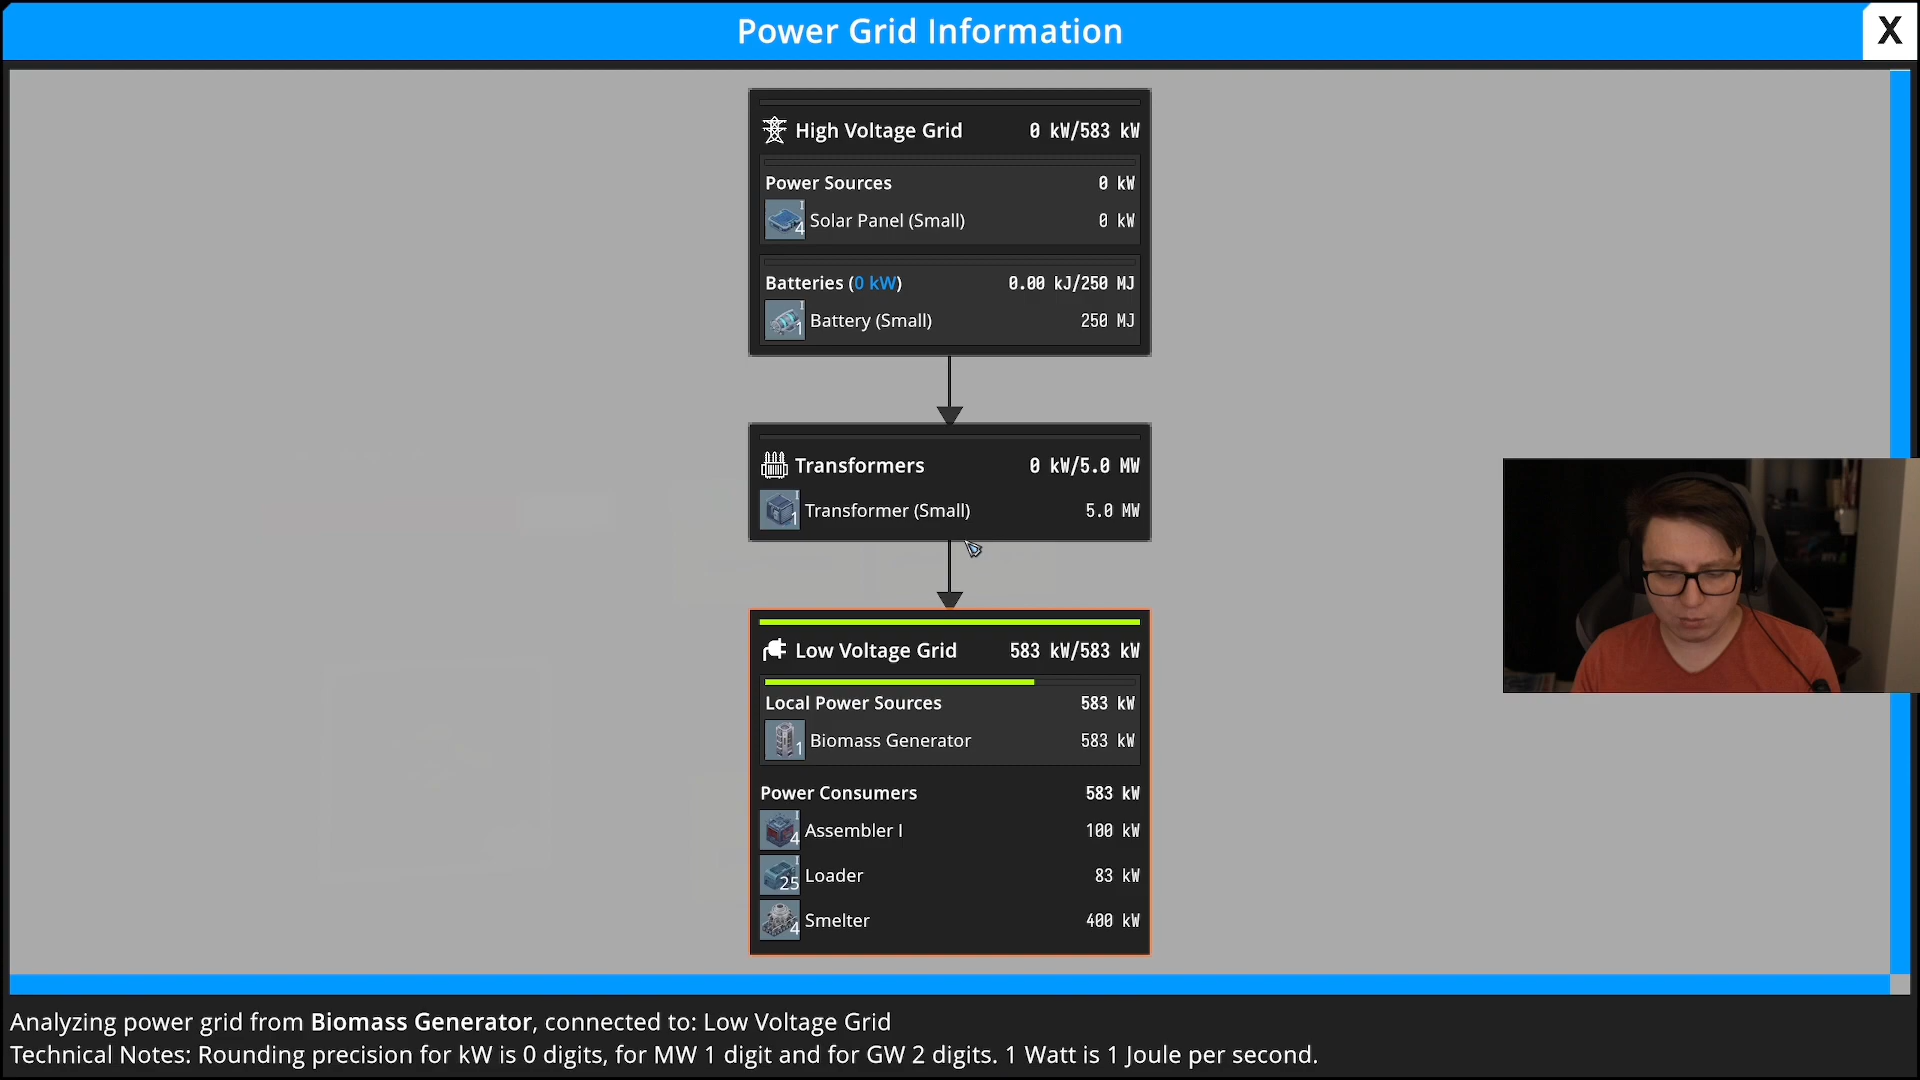 Power Grid Information
X
High Voltage Grid 0 kW/583 kW
Power Sources 0 kW
I 4 Solar Panel (Small) 0 kW
Batteries (0 kW) 0.00 kJ/250 MJ
I 1 Battery (Small) 250 MJ
Transformers 0 kW/5.0 MW
I 1 Transformer (Small) 5.0 MW
Low Voltage Grid 583 kW/583 kW
Local Power Sources 583 kW
1 Biomass Generator 583 kW
Power Consumers 583 kW
I 4 Assembler I 100 kW
I 25 Loader 83 kW
4 Smelter 400 kW
Analyzing power grid from Biomass Generator, connected to: Low Voltage Grid
Technical Notes: Rounding precision for kW is 0 digits, for MW 1 digit and for GW 2 digits. 1 Watt is 1 Joule per second.